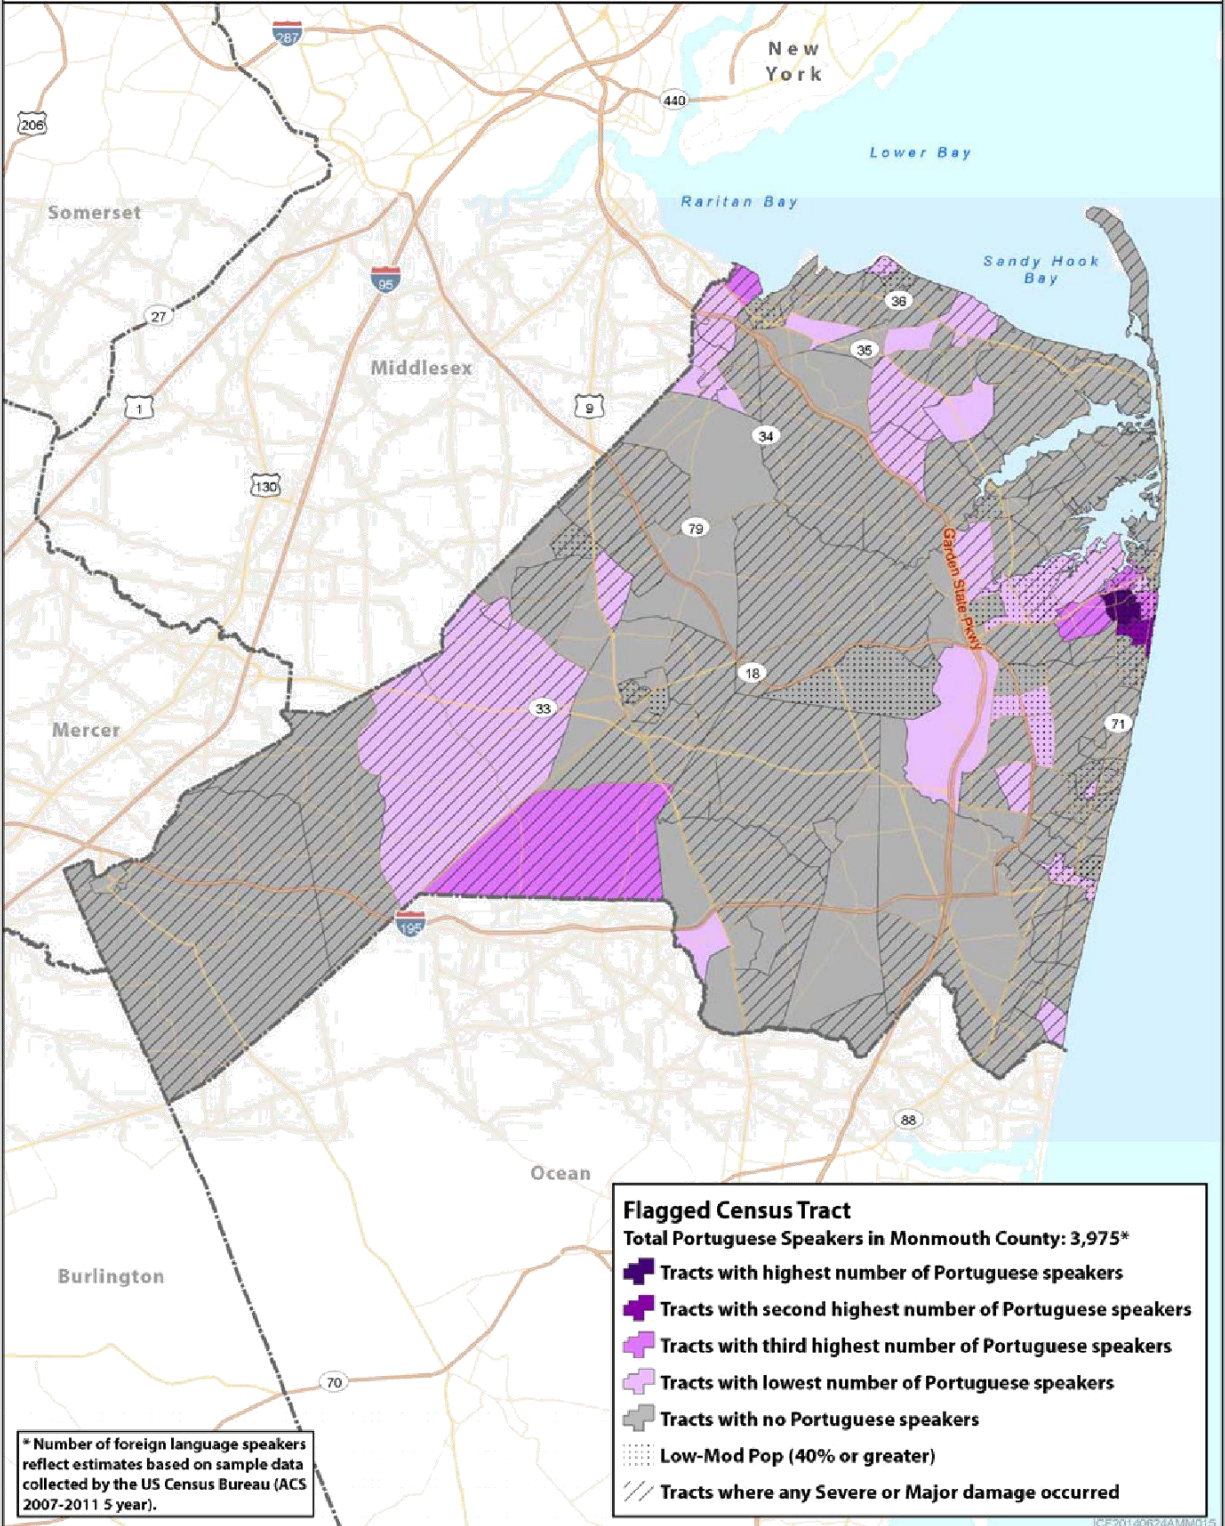 287
New
York
440
206
Lower Bay
Raritan Bay
Somerset
Sandy Hook
Bay
95
36
27
35
Middlesex
1
9
34
130
79
Garden State Pkwy
18
33
71
Mercer
195
88
Ocean
Burlington
70
Flagged Census Tract
Total Portuguese Speakers in Monmouth County: 3,975*
Tracts with highest number of Portuguese speakers
Tracts with second highest number of Portuguese speakers
Tracts with third highest number of Portuguese speakers
Tracts with lowest number of Portuguese speakers
Tracts with no Portuguese speakers
Low-Mod Pop (40% or greater)
Tracts where any Severe or Major damage occurred
* Number of foreign language speakers
reflect estimates based on sample data
collected by the US Census Bureau (ACS
2007-2011 5 year).
ICF20140624AMM015